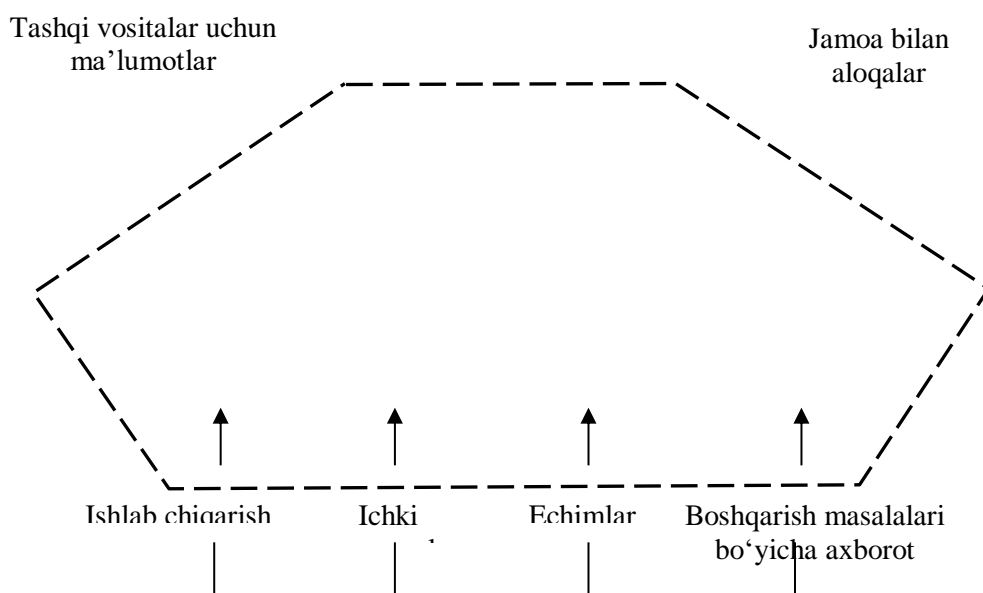 Tashqi vositalar uchun
ma’lumotlar
Jamoa bilan
aloqalar
Ishlab chiqarish
Ichki
Echimlar
Boshqarish masalalari
bo‘yicha axborot